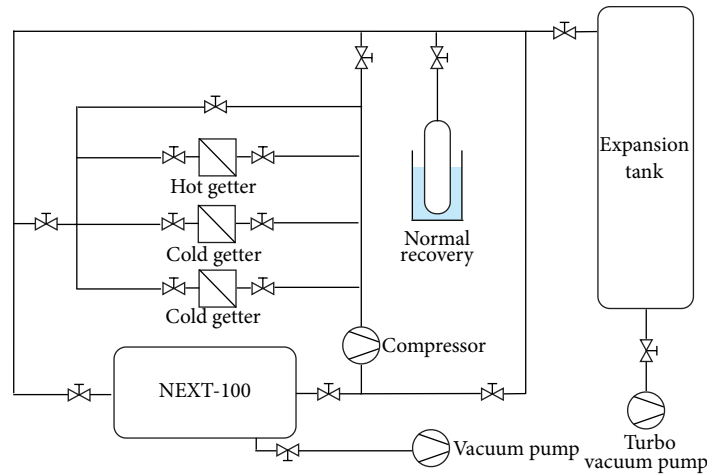 Expansion
tank
Hot getter
Cold getter
Normal
recovery
Cold getter
Compressor
NEXT-100
Vacuum pump
Turbo
vacuum pump